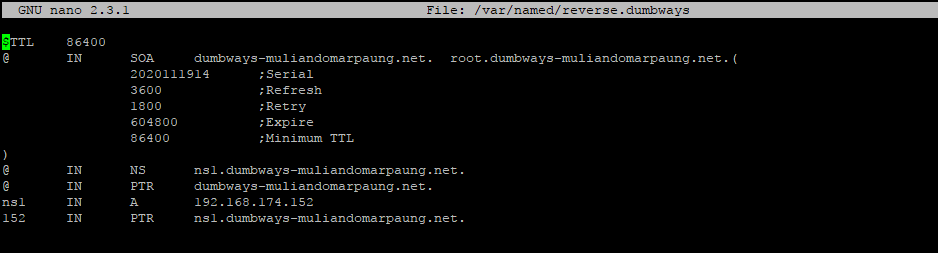 GNU nano 2.3.1 File: /var/named/reverse.dumbways
$TTL 86400
@ IN SOA dumbways-muliandomarpaung.net. root.dumbways-muliandomarpaung.net.(
2020111914 ;Serial
3600 ;Refresh
1800 ;Retry
604800 ;Expire
86400 ;Minimum TTL
)
@ IN NS ns1.dumbways-muliandomarpaung.net.
@ IN PTR dumbways-muliandomarpaung.net.
ns1 IN A 192.168.174.152
152 IN PTR ns1.dumbways-muliandomarpaung.net.